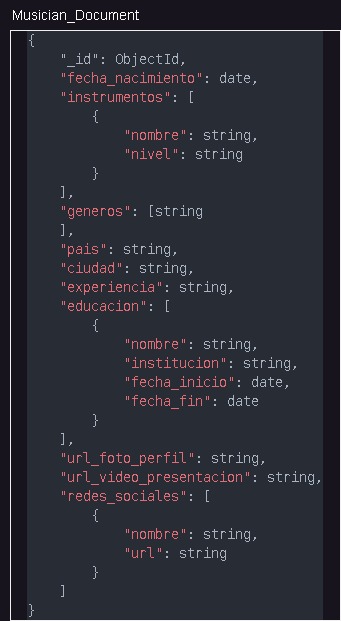 Musician_Document
{
    "_id": ObjectId,
    "fecha_nacimiento": date,
    "instrumentos": [
        {
            "nombre": string,
            "nivel": string
        }
    ],
    "generos": [string
    ],
    "pais": string,
    "ciudad": string,
    "experiencia": string,
    "educacion": [
        {
            "nombre": string,
            "institucion": string,
            "fecha_inicio": date,
            "fecha_fin": date
        }
    ],
    "url_foto_perfil": string,
    "url_video_presentacion": string,
    "redes_sociales": [
        {
            "nombre": string,
            "url": string
        }
    ]
}